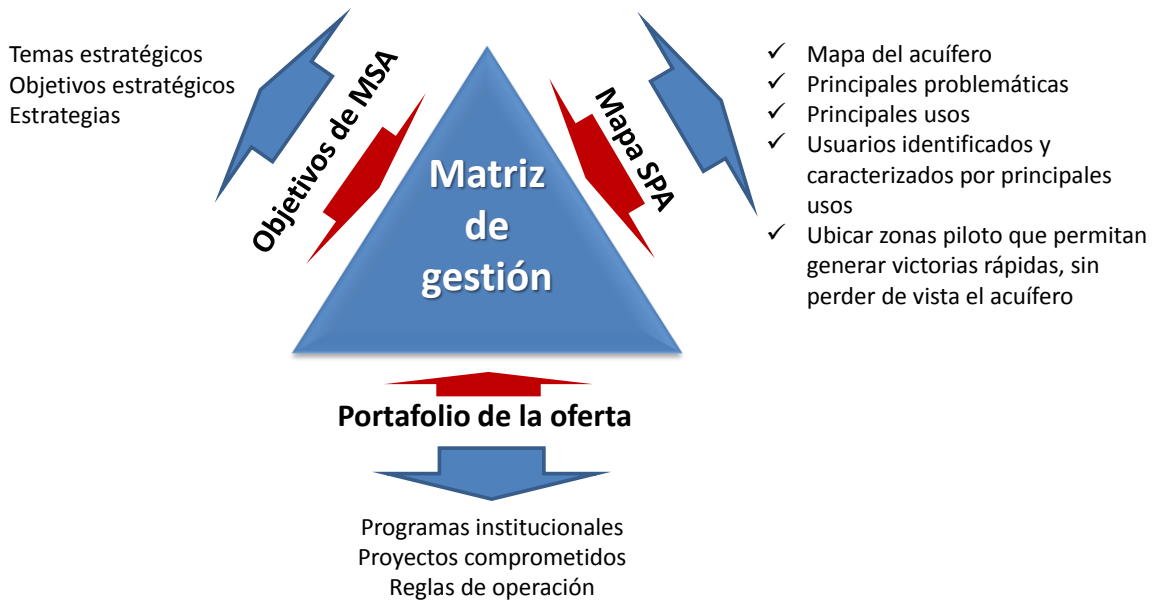 Temas estratégicos
Objetivos estratégicos
Estrategias
Objetivos de MSA
Matriz
de
gestión
Mapa SPA
✓ Mapa del acuífero
✓ Principales problemáticas
✓ Principales usos
✓ Usuarios identificados y
caracterizados por principales
usos
✓ Ubicar zonas piloto que permitan
generar victorias rápidas, sin
perder de vista el acuífero
Portafolio de la oferta
Programas institucionales
Proyectos comprometidos
Reglas de operación